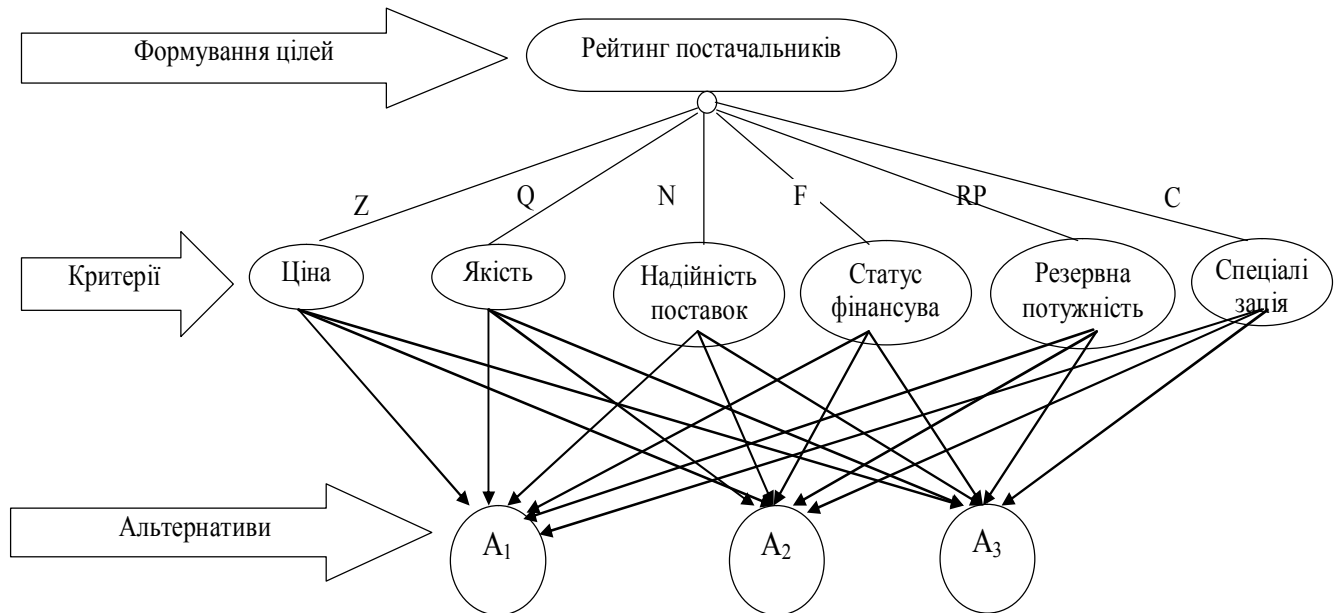 Формування цілей
Рейтинг постачальників
Z
Q
N
F
RP
C
Критерії
Ціна
Якість
Надійність
поставок
Статус
фінансува
Резервна
потужність
Спеціалі
зація
Альтернативи
A1
A2
A3